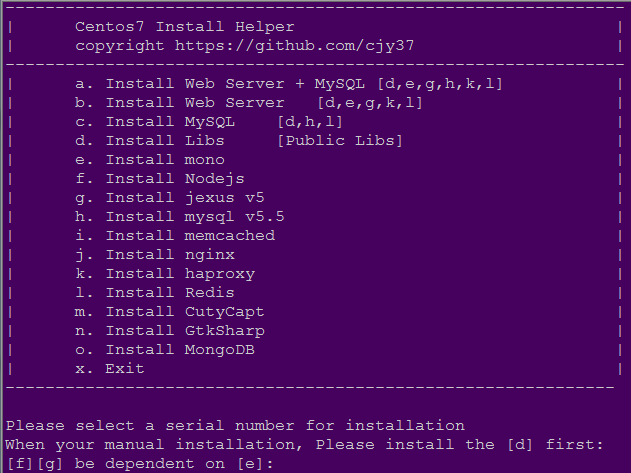 Centos7 Install Helper
copyright https://github.com/cjy37
a. Install Web Server + MySQL [d,e,g,h,k,l]
b. Install Web Server [d,e,g,k,l]
c. Install MySQL [d,h,l]
d. Install Libs [Public Libs]
e. Install mono
f. Install Nodejs
g. Install jexus v5
h. Install mysql v5.5
i. Install memcached
j. Install nginx
k. Install haproxy
l. Install Redis
m. Install CutyCapt
n. Install GtkSharp
o. Install MongoDB
x. Exit
Please select a serial number for installation
When your manual installation, Please install the [d] first:
[f][g] be dependent on [e]: